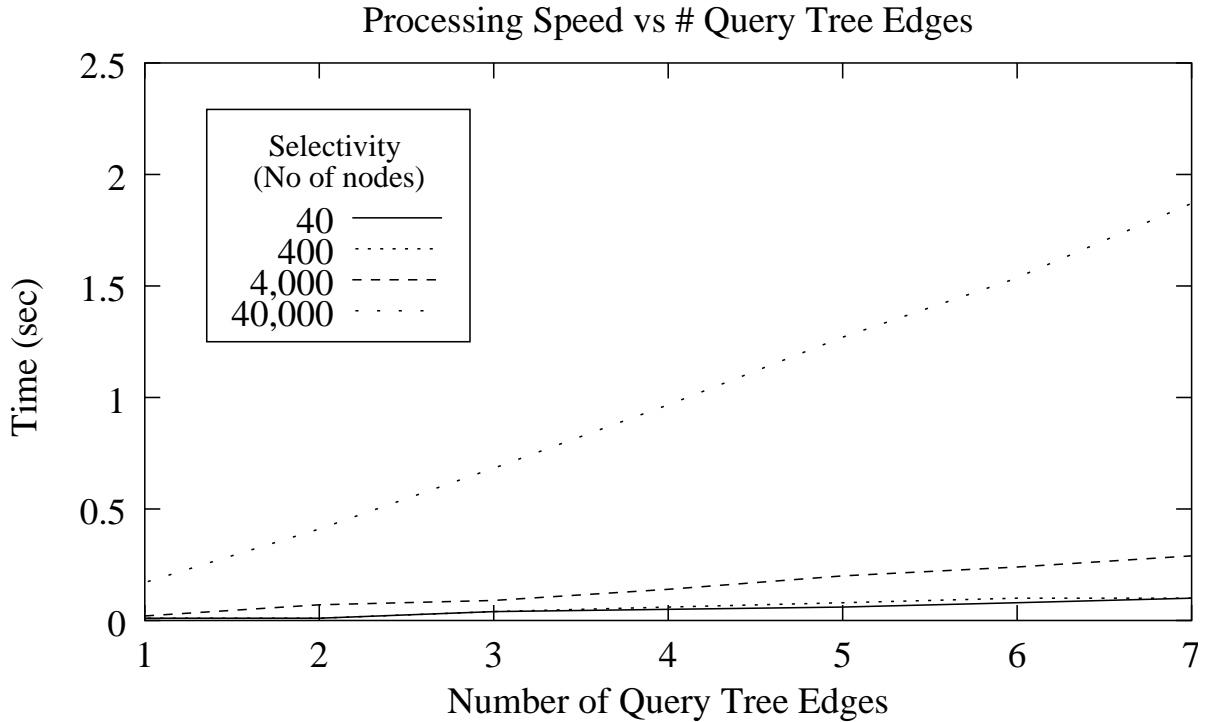 Processing Speed vs # Query Tree Edges
2.5
2
1.5
1
0.5
0
Time (sec)
Selectivity
(No of nodes)
40
400
4,000
40,000
1 2 3 4 5 6 7
Number of Query Tree Edges